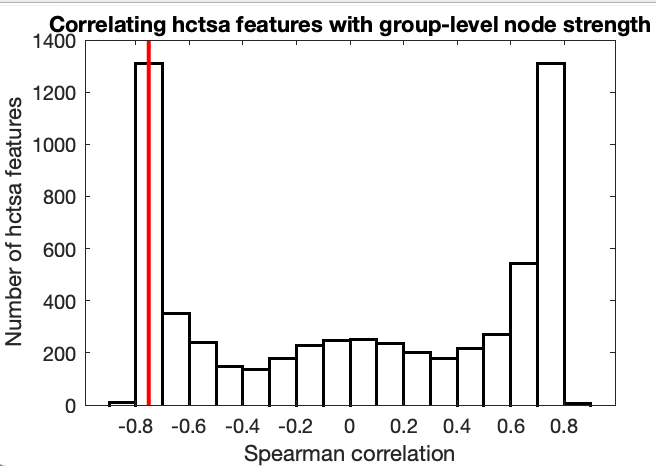 Correlating hctsa features with group-level node strength
1400
1200
1000
800
600
400
200
0
Number of hctsa features
-0.8 -0.6 -0.4 -0.2 0 0.2 0.4 0.6 0.8
Spearman correlation